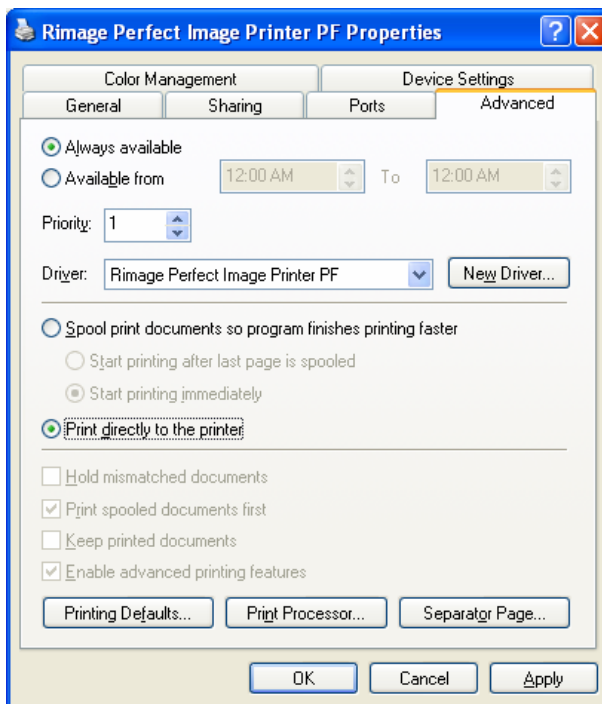 Rimage Perfect Image Printer PF Properties
Color Management Device Settings
General Sharing Ports Advanced
Always available
Available from 12:00 AM To 12:00 AM
Priority: 1
Driver: Rimage Perfect Image Printer PF New Driver...
Spool print documents so program finishes printing faster
Start printing after last page is spooled
Start printing immediately
Print directly to the printer
Hold mismatched documents
Print spooled documents first
Keep printed documents
Enable advanced printing features
Printing Defaults... Print Processor... Separator Page...
OK Cancel Apply